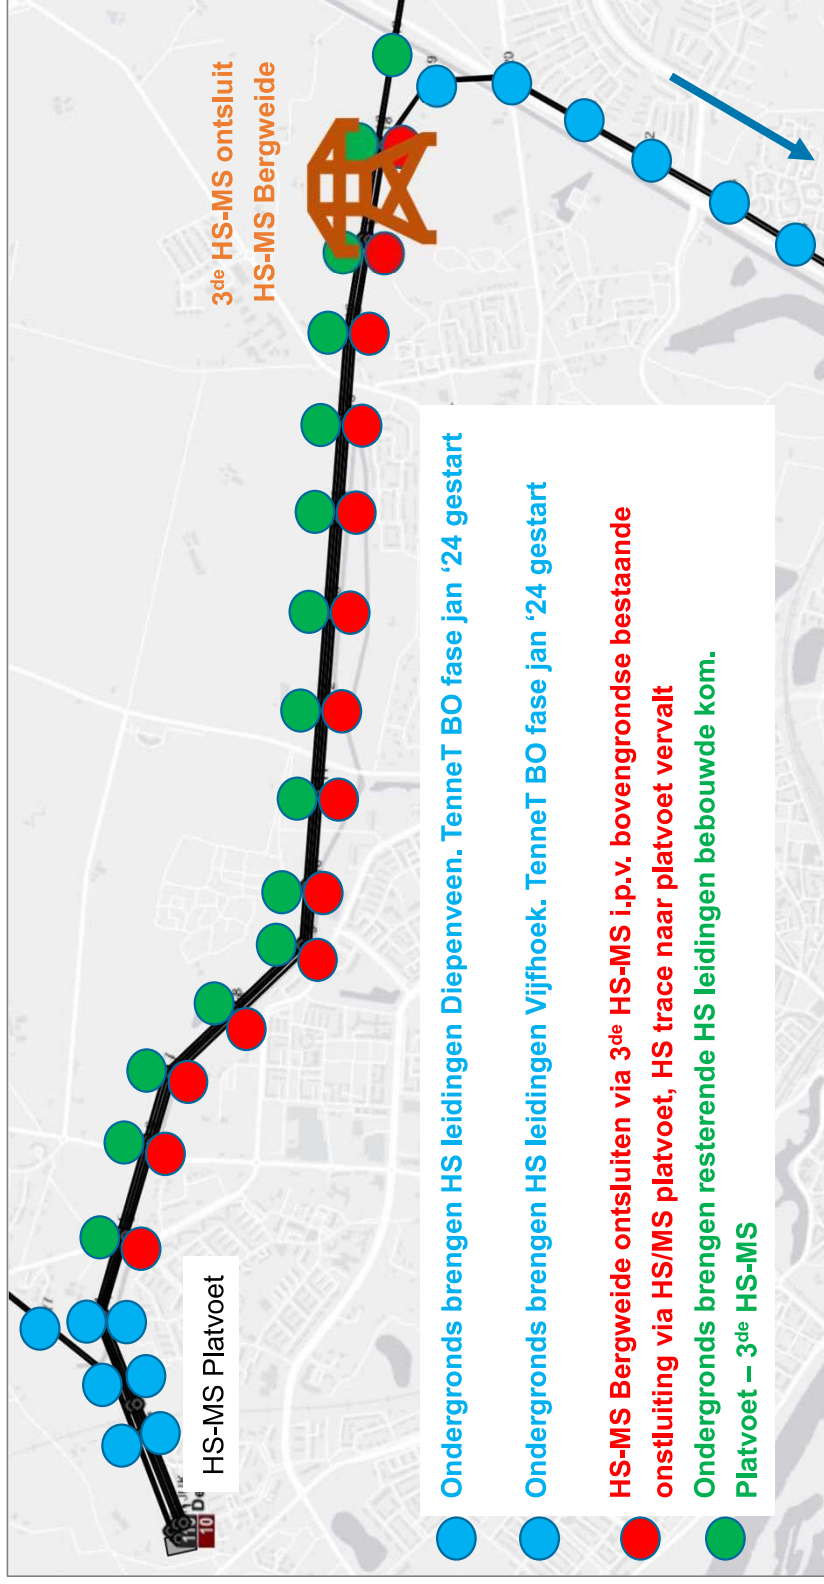 3de HS-MS ontsluit
HS-MS Bergweide
HS-MS Platvoet
Ondergronds brengen HS leidingen Diepenveen. TenneT BO fase jan ‘24 gestart
Ondergronds brengen HS leidingen Vijfhoek. TenneT BO fase jan ‘24 gestart
HS-MS Bergweide ontsluiten via 3de HS-MS i.p.v. bovengrondse bestaande
onstluiting via HS/MS platvoet, HS trace naar platvoet vervalt
Ondergronds brengen resterende HS leidingen bebouwde kom.
Platvoet – 3de HS-MS
10